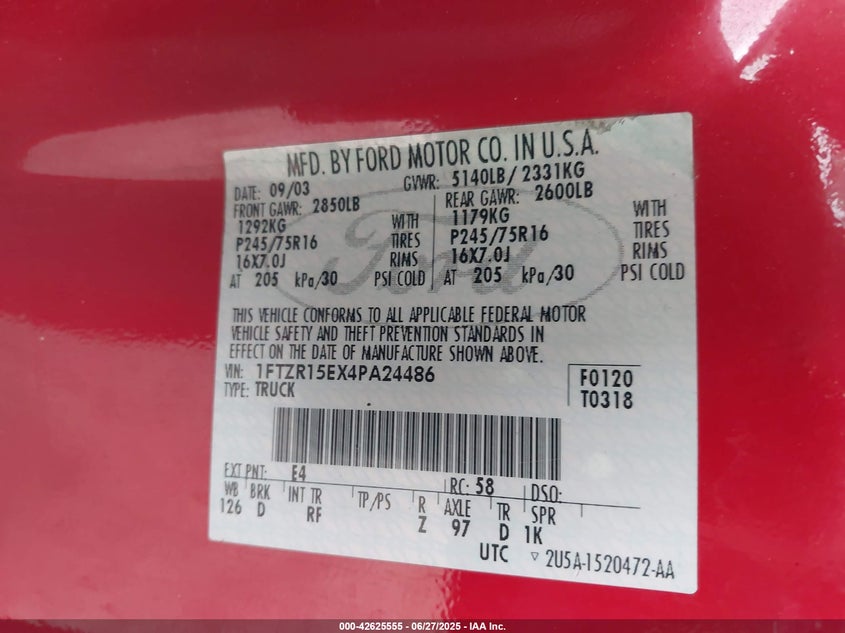 MFD. BY FORD MOTOR CO. IN U.S.A.
DATE: 09/03 GVWR: 5140LB/ 2331KG
FRONT GAWR: 2850LB REAR GAWR: 2600LB
1292KG WITH 1179KG WITH
P245/75R16 TIRES P245/75R16 TIRES
16X7.0J RIMS 16X7.0J RIMS
AT 205 kPa/30 PSI COLD AT 205 kPa/30 PSI COLD
Ford
THIS VEHICLE CONFORMS TO ALL APPLICABLE FEDERAL MOTOR
VEHICLE SAFETY AND THEFT PREVENTION STANDARDS IN
EFFECT ON THE DATE OF MANUFACTURE SHOWN ABOVE.
VIN: 1FTZR15EX4PA24486 F0120
TYPE: TRUCK T0318
EXT PNT: E4 RC: 58 DSO:
WB BRK INT TR TP/PS R AXLE TR SPR
126 D RF Z 97 D 1K
UTC ▽ 2U5A-1520472-AA
000-42625555 - 06/27/2025 - IAA Inc.